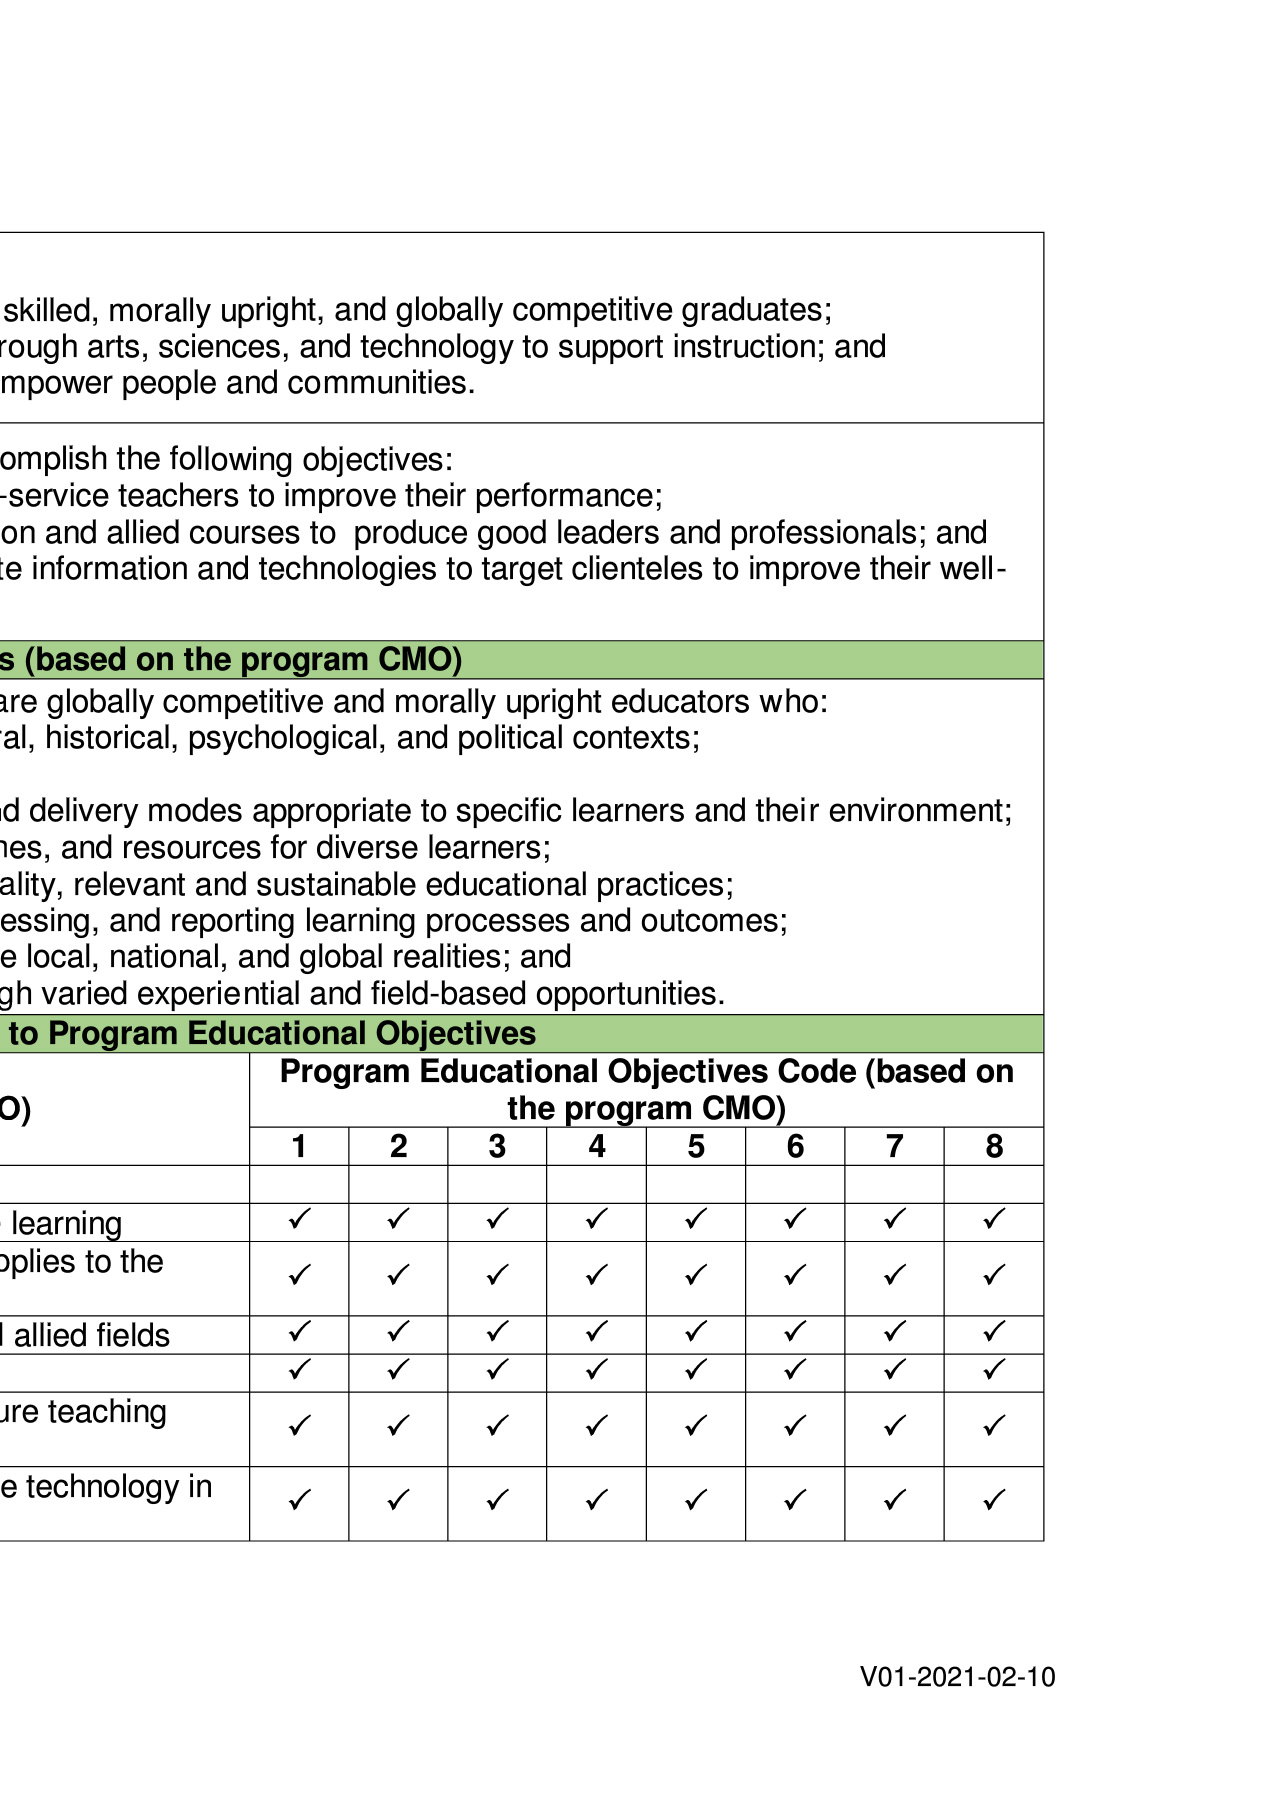 skilled, morally upright, and globally competitive graduates;
rough arts, sciences, and technology to support instruction; and
mpower people and communities.
omplish the following objectives:
-service teachers to improve their performance;
on and allied courses to  produce good leaders and professionals; and
te information and technologies to target clienteles to improve their well-
s (based on the program CMO)
are globally competitive and morally upright educators who:
ral, historical, psychological, and political contexts;
nd delivery modes appropriate to specific learners and their environment;
mes, and resources for diverse learners;
ality, relevant and sustainable educational practices;
essing, and reporting learning processes and outcomes;
e local, national, and global realities; and
gh varied experiential and field-based opportunities.
to Program Educational Objectives
Program Educational Objectives Code (based on
O) the program CMO)
1 2 3 4 5 6 7 8
learning ✓ ✓ ✓ ✓ ✓ ✓ ✓ ✓
pplies to the
✓ ✓ ✓ ✓ ✓ ✓ ✓ ✓
allied fields ✓ ✓ ✓ ✓ ✓ ✓ ✓ ✓
✓ ✓ ✓ ✓ ✓ ✓ ✓ ✓
ure teaching
✓ ✓ ✓ ✓ ✓ ✓ ✓ ✓
e technology in
✓ ✓ ✓ ✓ ✓ ✓ ✓ ✓
V01-2021-02-10